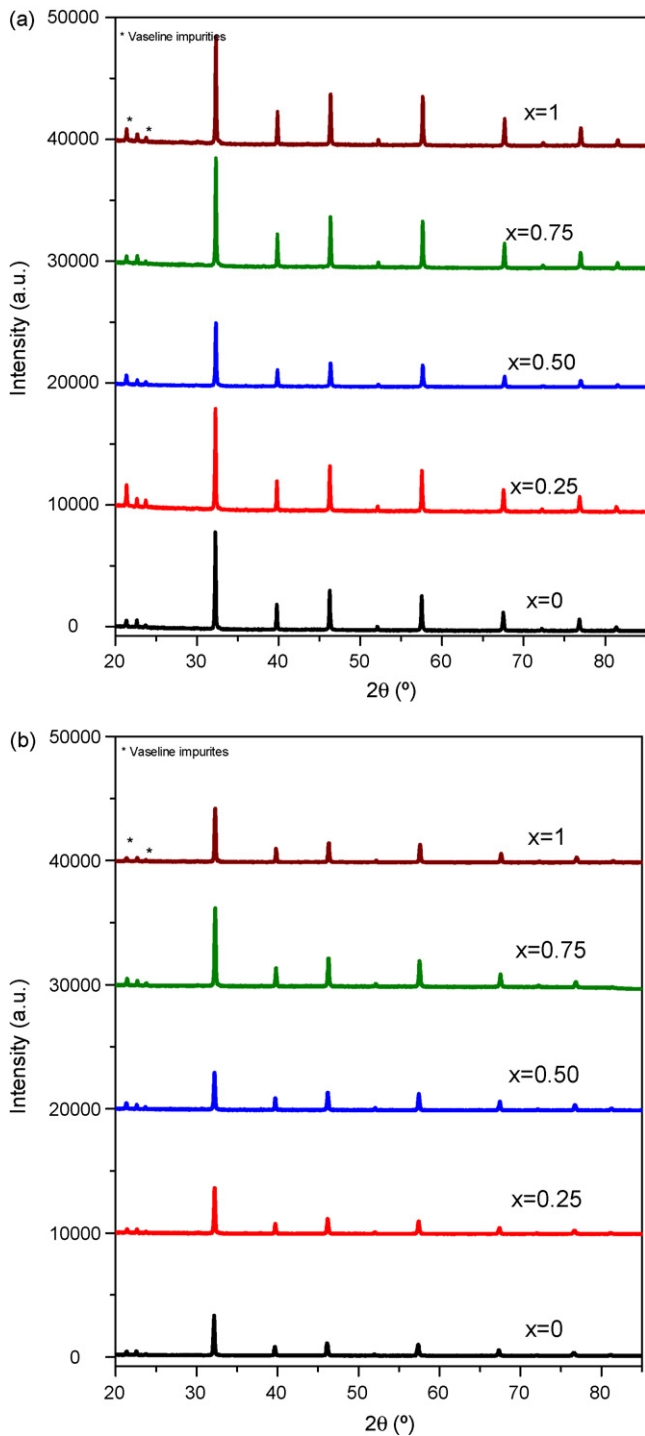 (a)
50000
* Vaseline impurities
* *
x=1
40000
x=0.75
30000
x=0.50
20000
x=0.25
10000
x=0
0
20 30 40 50 60 70 80
2θ (º)
Intensity (a.u.)
(b)
50000
* Vaseline impurites
* *
x=1
40000
x=0.75
30000
x=0.50
20000
x=0.25
10000
x=0
0
20 30 40 50 60 70 80
2θ (º)
Intensity (a.u.)